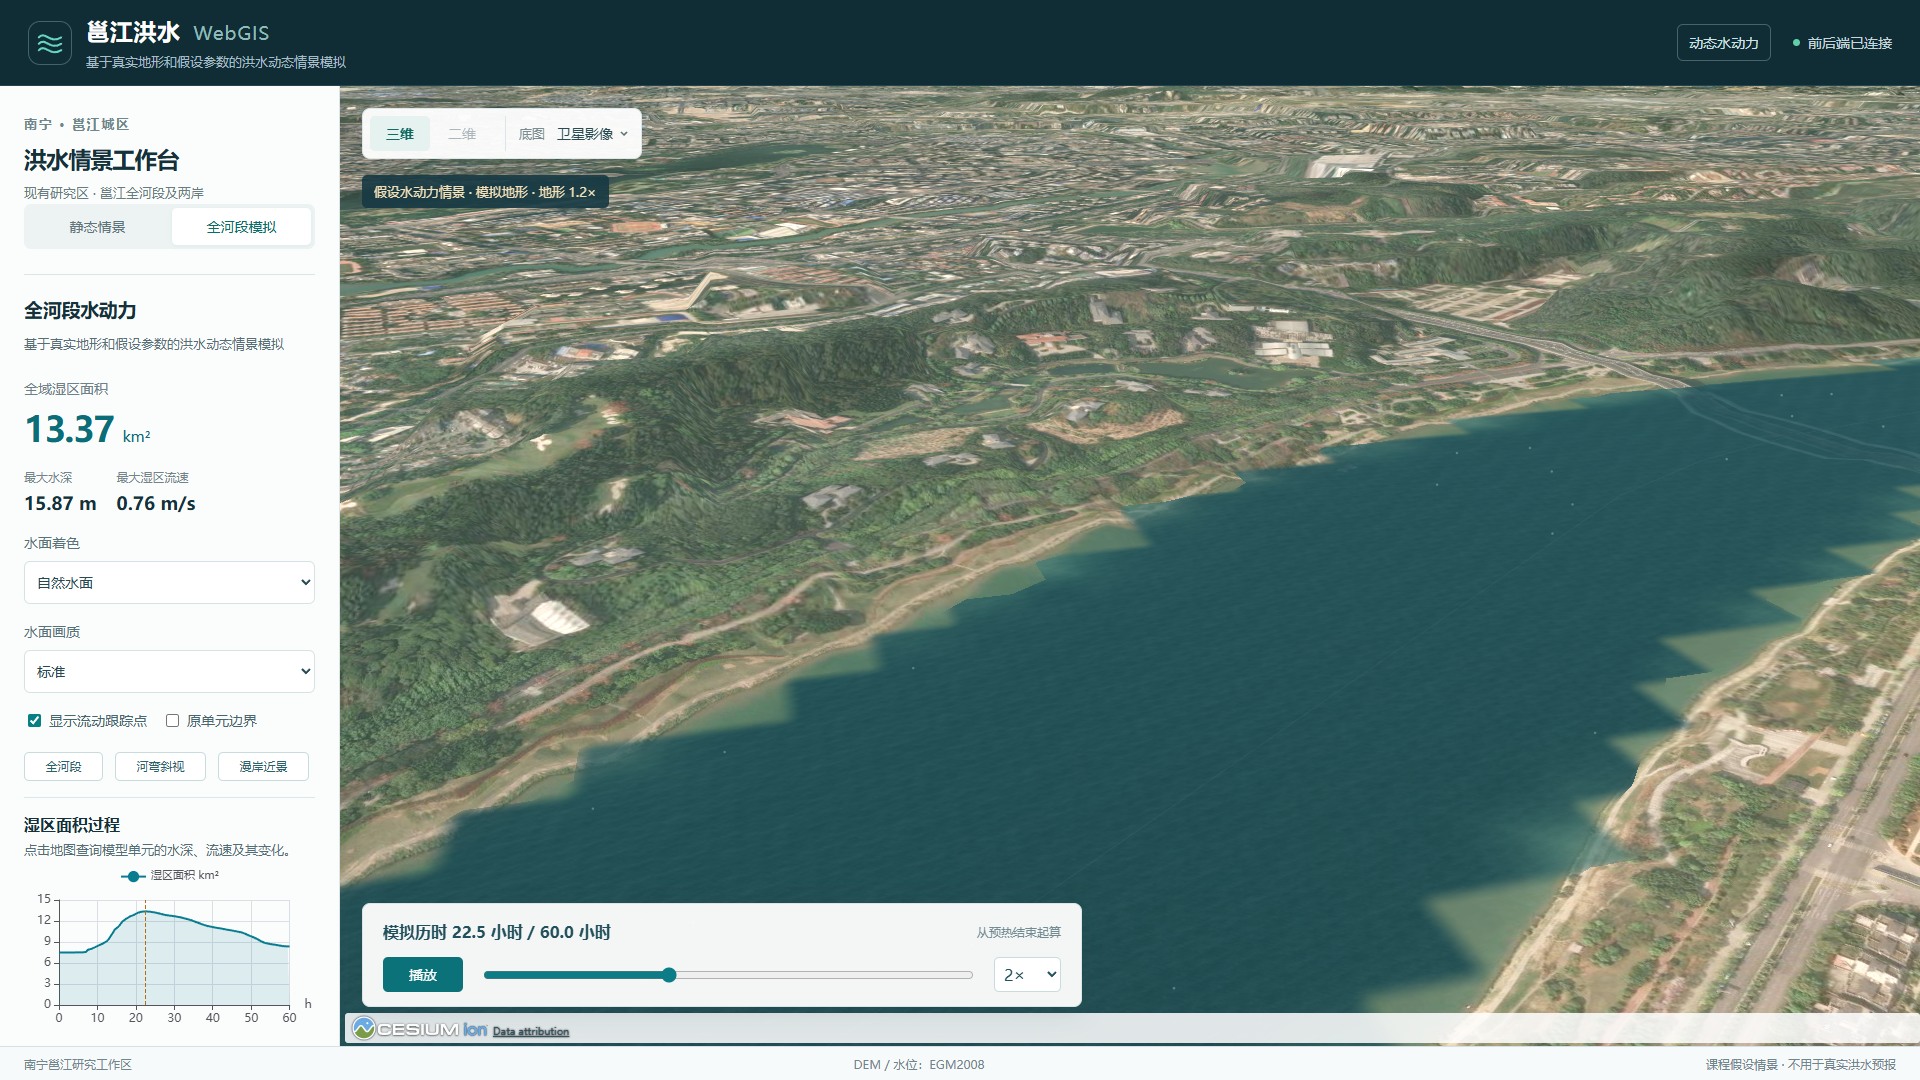 邕江洪水 WebGIS
基于真实地形和假设参数的洪水动态情景模拟
动态水动力
前后端已连接
南宁 • 邕江城区
洪水情景工作台
现有研究区 · 邕江全河段及两岸
静态情景
全河段模拟
全河段水动力
基于真实地形和假设参数的洪水动态情景模拟
全域湿区面积
13.37 km²
最大水深
最大湿区流速
15.87 m
0.76 m/s
水面着色
自然水面
水面画质
标准
显示流动跟踪点
原单元边界
全河段
河弯斜视
漫岸近景
湿区面积过程
点击地图查询模型单元的水深、流速及其变化。
湿区面积 km²
15
12
9
6
3
0
0 10 20 30 40 50 60
h
三维
二维
底图
卫星影像
假设水动力情景 · 模拟地形 · 地形 1.2×
模拟历时 22.5 小时 / 60.0 小时
从预热结束起算
播放
2×
CESIUM ion
Data attribution
南宁邕江研究工作区
DEM / 水位: EGM2008
课程假设情景 · 不用于真实洪水预报